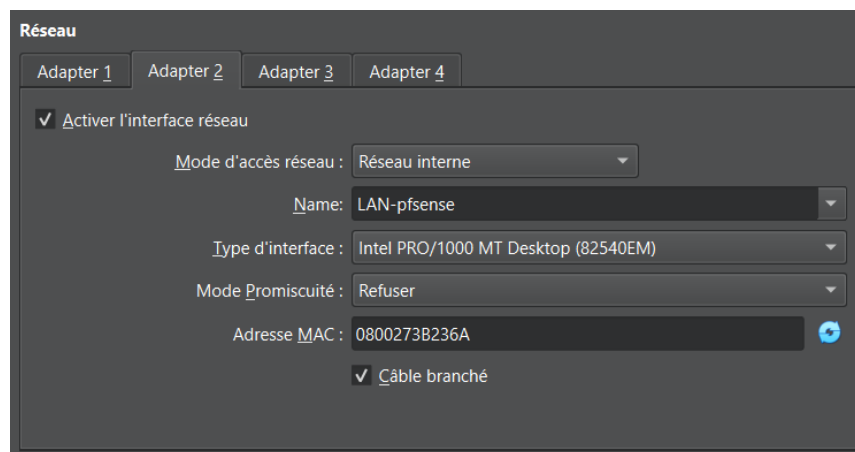 Réseau
Adapter 1 Adapter 2 Adapter 3 Adapter 4
Activer l'interface réseau
Mode d'accès réseau : Réseau interne
Name: LAN-pfsense
Type d'interface : Intel PRO/1000 MT Desktop (82540EM)
Mode Promiscuité : Refuser
Adresse MAC : 0800273B236A
Câble branché